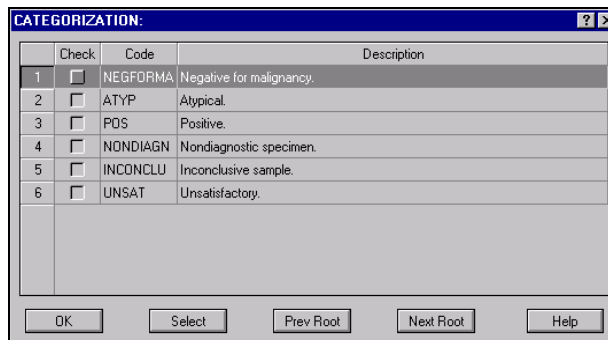 CATEGORIZATION:
Check Code Description
1 NEGFORMA Negative for malignancy.
2 ATYP Atypical.
3 POS Positive.
4 NONDIAGN Nondiagnostic specimen.
5 INCONCLU Inconclusive sample.
6 UNSAT Unsatisfactory.
OK Select Prev Root Next Root Help